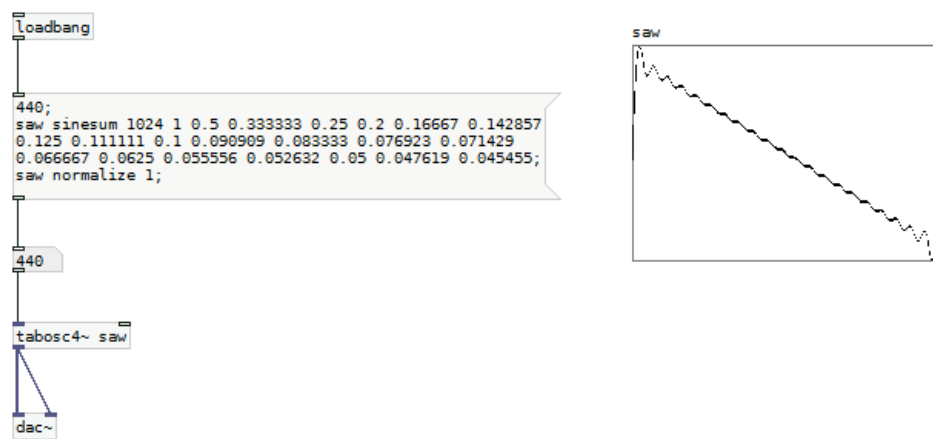 loadbang
saw
440;
saw sinesum 1024 1 0.5 0.333333 0.25 0.2 0.16667 0.142857
0.125 0.111111 0.1 0.090909 0.083333 0.076923 0.071429
0.066667 0.0625 0.055556 0.052632 0.05 0.047619 0.045455;
saw normalize 1;
440
tabosc4~ saw
dac~